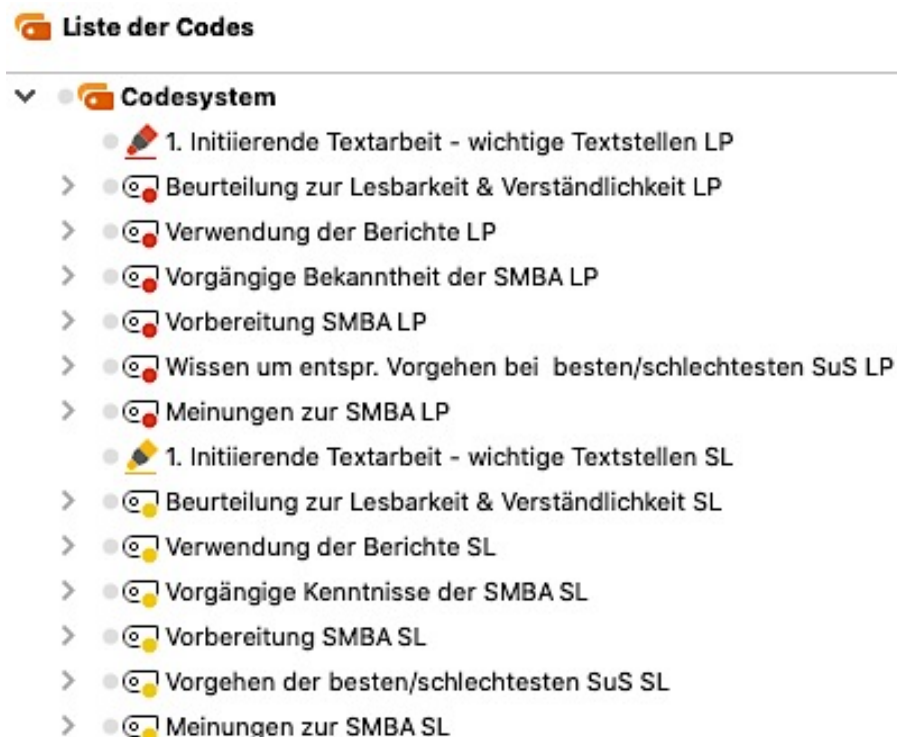 Liste der Codes
Codesystem
1. Initiierende Textarbeit - wichtige Textstellen LP
Beurteilung zur Lesbarkeit & Verständlichkeit LP
Verwendung der Berichte LP
Vorgängige Bekanntheit der SMBA LP
Vorbereitung SMBA LP
Wissen um entspr. Vorgehen bei besten/schlechtesten SuS LP
Meinungen zur SMBA LP
1. Initiierende Textarbeit - wichtige Textstellen SL
Beurteilung zur Lesbarkeit & Verständlichkeit SL
Verwendung der Berichte SL
Vorgängige Kenntnisse der SMBA SL
Vorbereitung SMBA SL
Vorgehen der besten/schlechtesten SuS SL
Meinungen zur SMBA SL